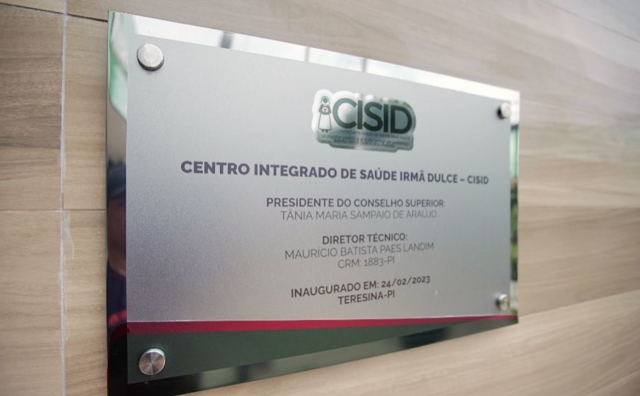 CISID
CENTRO INTEGRADO DE SAÚDE IRMÃ DULCE – CISID
PRESIDENTE DO CONSELHO SUPERIOR:
TÂNIA MARIA SAMPAIO DE ARAÚJO
DIRETOR TÉCNICO:
MAURÍCIO BATISTA PAES LANDIM
CRM: 1883-PI
INAUGURADO EM: 24/02/2023
TERESINA-PI